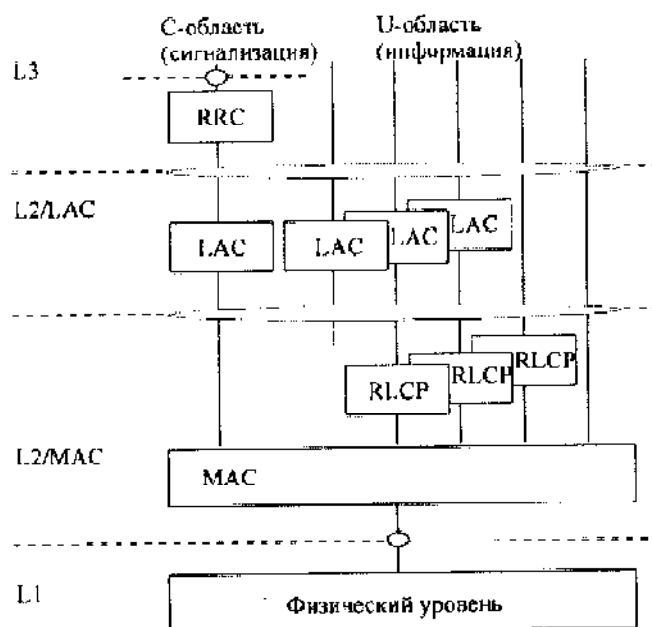 С-область U-область
(сигнализация) (информация)
L3
RRC
L2/LAC
LAC LAC LAC LAC
RLCP RLCP RLCP
L2/MAC
MAC
L1
Физический уровень